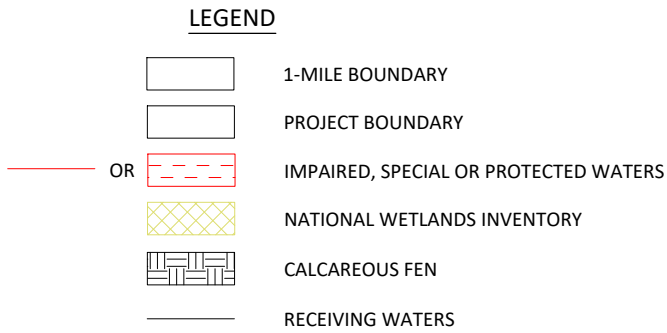 LEGEND
1-MILE BOUNDARY
PROJECT BOUNDARY
OR IMPAIRED, SPECIAL OR PROTECTED WATERS
NATIONAL WETLANDS INVENTORY
CALCAREOUS FEN
RECEIVING WATERS